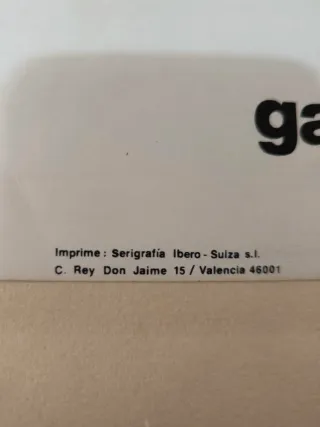 ga
Imprime: Serigrafía Ibero - Suiza s.l.
C. Rey Don Jaime 15 / Valencia 46001